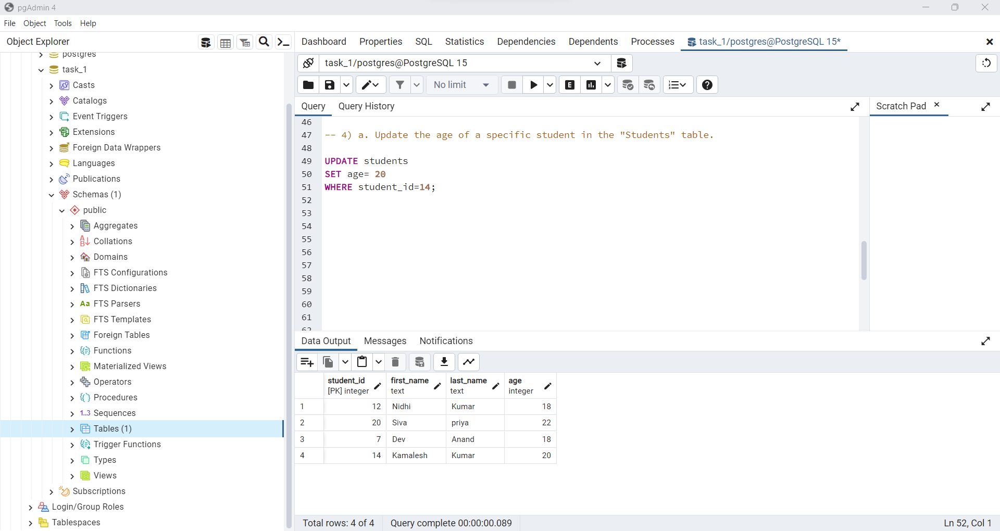 pgAdmin 4
File Object Tools Help
Object Explorer
Dashboard Properties SQL Statistics Dependencies Dependents Processes task_1/postgres@PostgreSQL 15*
postgres
task_1
Casts
Catalogs
Event Triggers
Extensions
Foreign Data Wrappers
Languages
Publications
Schemas (1)
public
Aggregates
Collations
Domains
FTS Configurations
FTS Dictionaries
Aa FTS Parsers
FTS Templates
Foreign Tables
Functions
Materialized Views
Operators
Procedures
1..3 Sequences
Tables (1)
Trigger Functions
Types
Views
Subscriptions
Login/Group Roles
Tablespaces
task_1/postgres@PostgreSQL 15
No limit
E
Query Query History
Scratch Pad
46
47 -- 4) a. Update the age of a specific student in the "Students" table.
48
49 UPDATE students
50 SET age= 20
51 WHERE student_id=14;
52
53
54
55
56
57
58
59
60
61
62
Data Output Messages Notifications
student_id first_name last_name age
[PK] integer text text integer
1 12 Nidhi Kumar 18
2 20 Siva priya 22
3 7 Dev Anand 18
4 14 Kamalesh Kumar 20
Total rows: 4 of 4 Query complete 00:00:00.089 Ln 52, Col 1